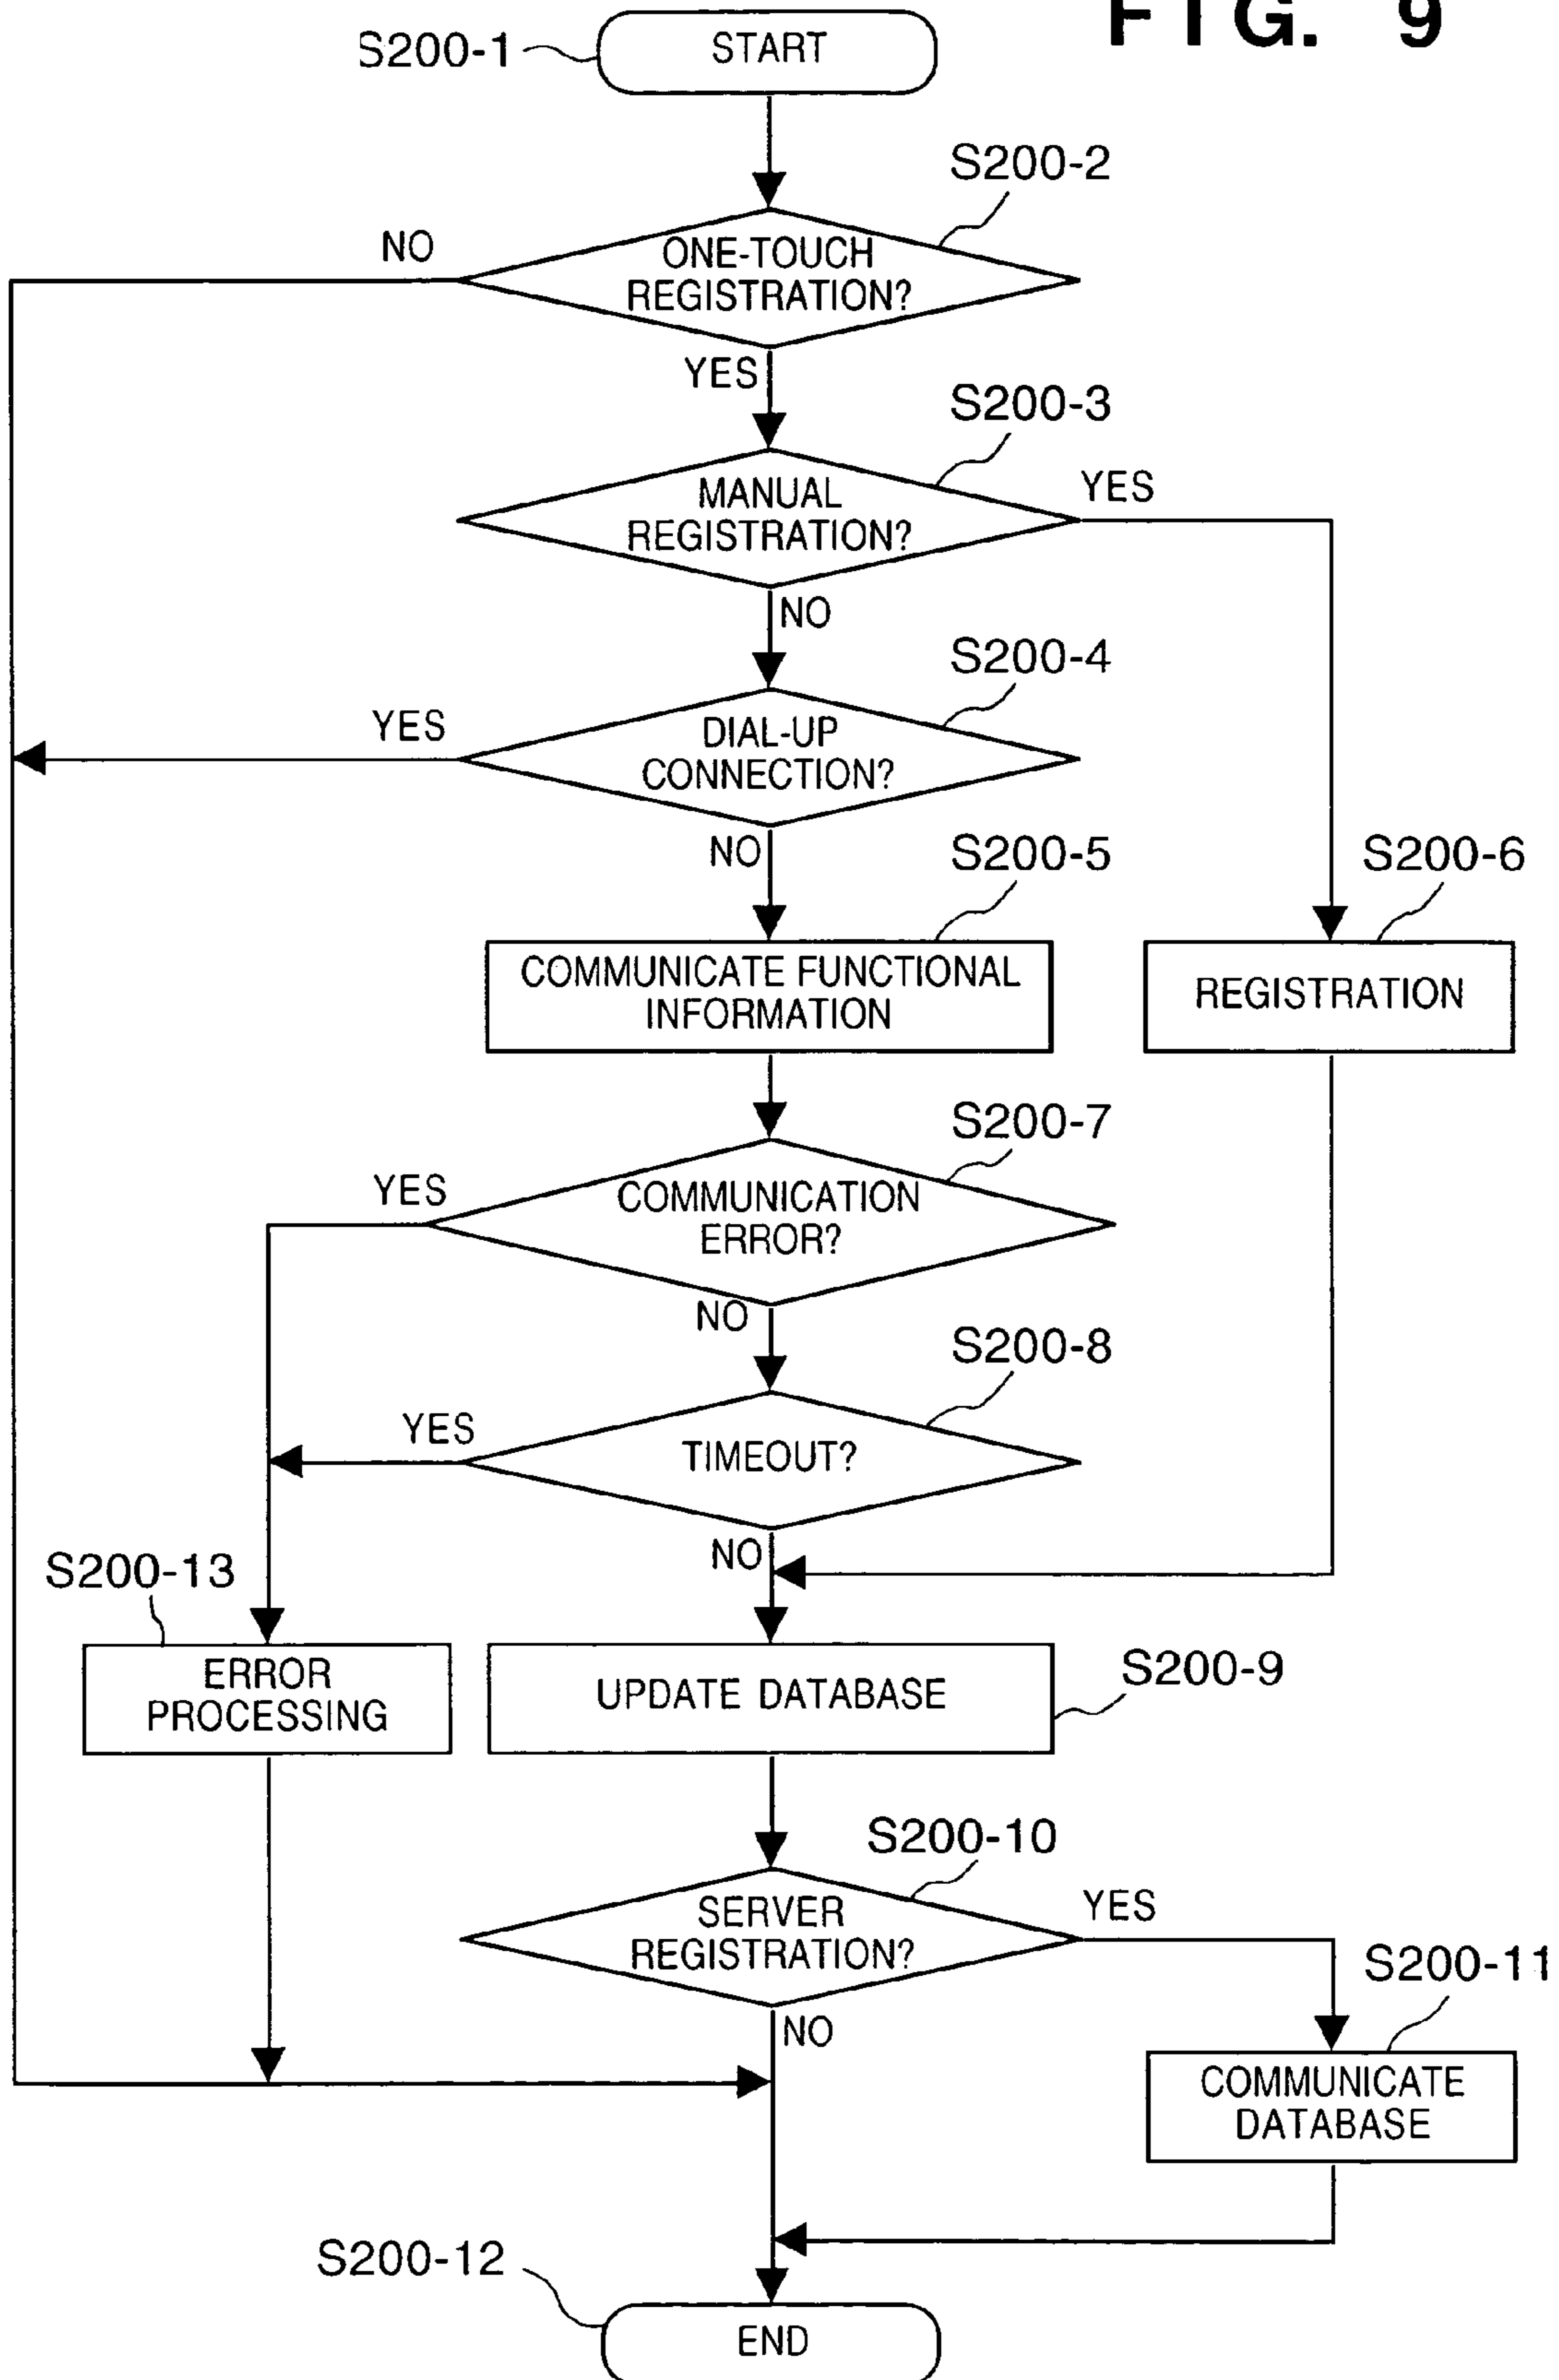 FIG. 9
S200-1
START
S200-2
NO
ONE-TOUCH
REGISTRATION?
YES
S200-3
MANUAL
REGISTRATION?
YES
NO
S200-4
YES
DIAL-UP
CONNECTION?
NO
S200-5
S200-6
COMMUNICATE FUNCTIONAL
INFORMATION
REGISTRATION
S200-7
YES
COMMUNICATION
ERROR?
NO
S200-8
YES
TIMEOUT?
NO
S200-13
ERROR
PROCESSING
UPDATE DATABASE
S200-9
S200-10
SERVER
REGISTRATION?
YES
S200-11
NO
COMMUNICATE
DATABASE
S200-12
END